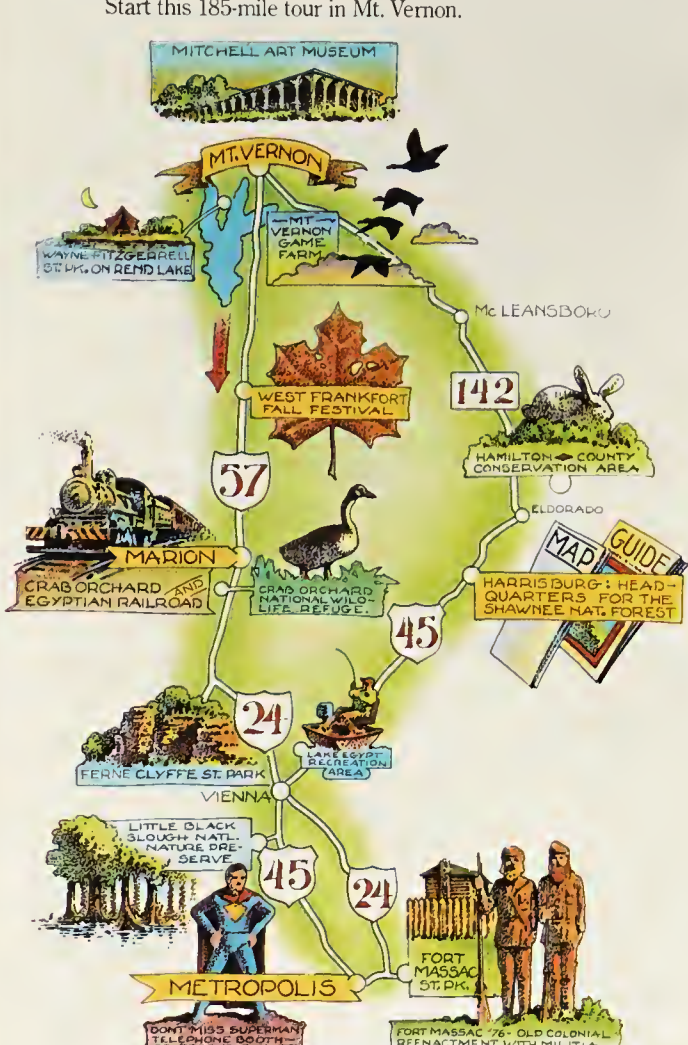 Start this 185-mile tour in Mt. Vernon.
MITCHELL ART MUSEUM
MT. VERNON
WAYNE FITZGERRELL
ST. PK. ON REND LAKE
MT
VERNON
GAME
FARM
Mc LEANSBORO
WEST FRANKFORT
FALL FESTIVAL
142
HAMILTON COUNTY
CONSERVATION AREA
57
ELDORADO
MAP
GUIDE
MARION
CRAB ORCHARD AND
EGYPTIAN RAILROAD
CRAB ORCHARD
NATIONAL WILD-
LIFE REFUGE.
HARRISBURG: HEAD-
QUARTERS FOR THE
SHAWNEE NAT. FOREST
45
24
FERNE CLYFFE ST. PARK
LAKE EGYPT
RECREATION
AREA
VIENNA
LITTLE BLACK
SLOUGH NATL.
NATURE PRE-
SERVE
45
24
METROPOLIS
FORT
MASSAC
ST. PK.
DON'T MISS SUPERMAN
TELEPHONE BOOTH-
FORT MASSAC '76- OLD COLONIAL
REENACTMENT WITH MILITIA